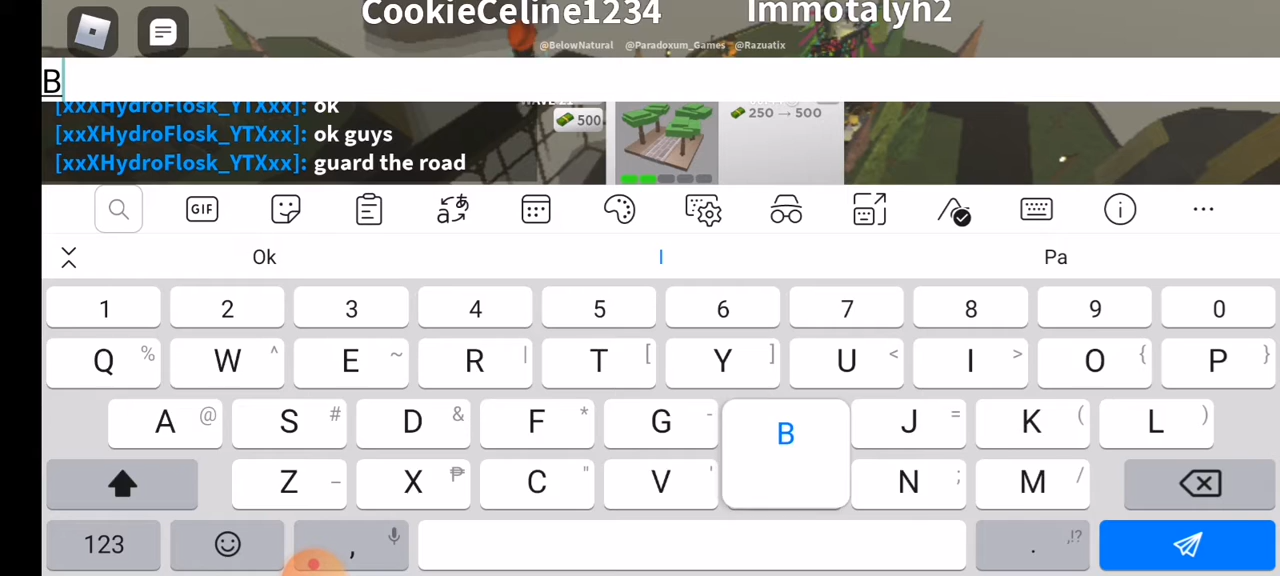 CookieCeline1234 Immotalyh2
@BelowNatural @Paradoxum_Games @Razuatix
B
[xxXHydroFlosk_YTXxx]: ok
500
250 → 500
[xxXHydroFlosk_YTXxx]: ok guys
[xxXHydroFlosk_YTXxx]: guard the road
GIF
Ok I Pa
1 2 3 4 5 6 7 8 9 0
Q % W ^ E ~ R | T [ Y ] U < I > O { P }
A @ S # D & F * G - B J = K ( L )
Z _ X ₱ C " V ' N ; M /
123 , . ,!?